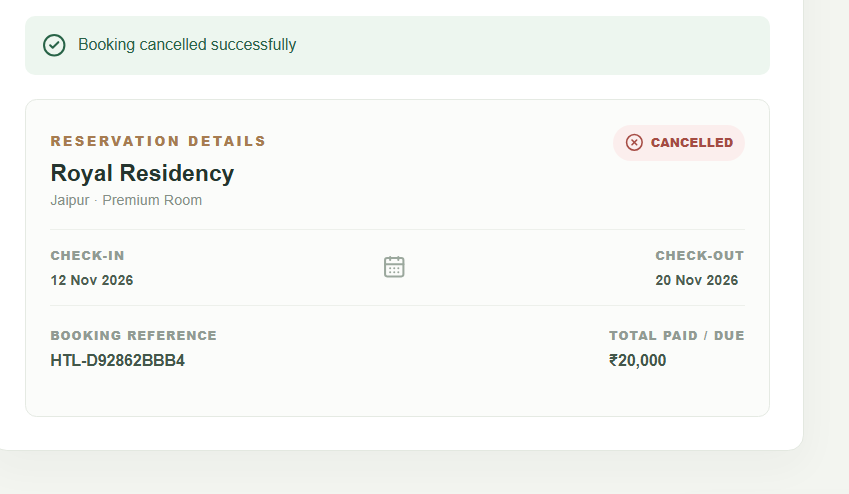 Booking cancelled successfully
RESERVATION DETAILS
CANCELLED
Royal Residency
Jaipur · Premium Room
CHECK-IN
CHECK-OUT
12 Nov 2026
20 Nov 2026
BOOKING REFERENCE
TOTAL PAID / DUE
HTL-D92862BBB4
₹20,000